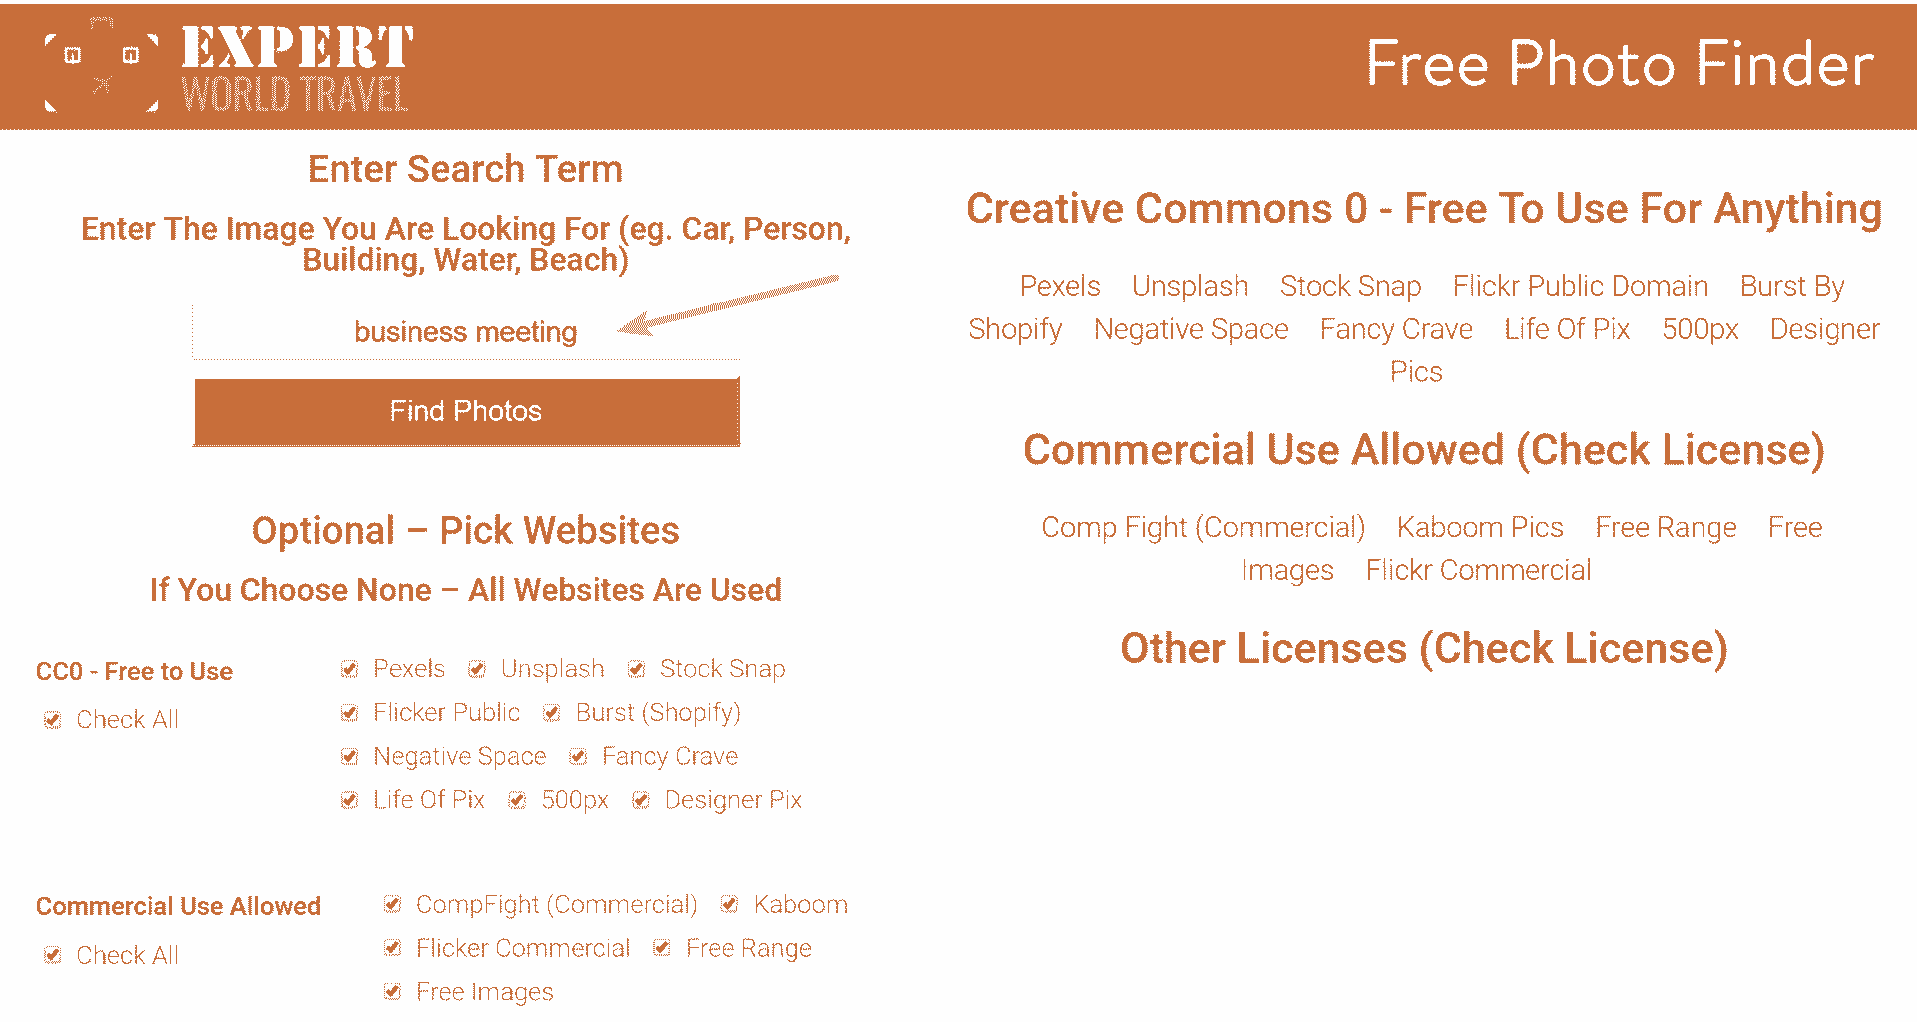 EXPERT
WORLD TRAVEL
Free Photo Finder
Enter Search Term
Enter The Image You Are Looking For (eg. Car, Person,
Building, Water, Beach)
business meeting
Find Photos
Optional – Pick Websites
If You Choose None – All Websites Are Used
CC0 - Free to Use
Check All
Pexels Unsplash Stock Snap
Flicker Public Burst (Shopify)
Negative Space Fancy Crave
Life Of Pix 500px Designer Pix
Commercial Use Allowed
Check All
CompFight (Commercial) Kaboom
Flicker Commercial Free Range
Free Images
Creative Commons 0 - Free To Use For Anything
Pexels Unsplash Stock Snap Flickr Public Domain Burst By
Shopify Negative Space Fancy Crave Life Of Pix 500px Designer
Pics
Commercial Use Allowed (Check License)
Comp Fight (Commercial) Kaboom Pics Free Range Free
Images Flickr Commercial
Other Licenses (Check License)